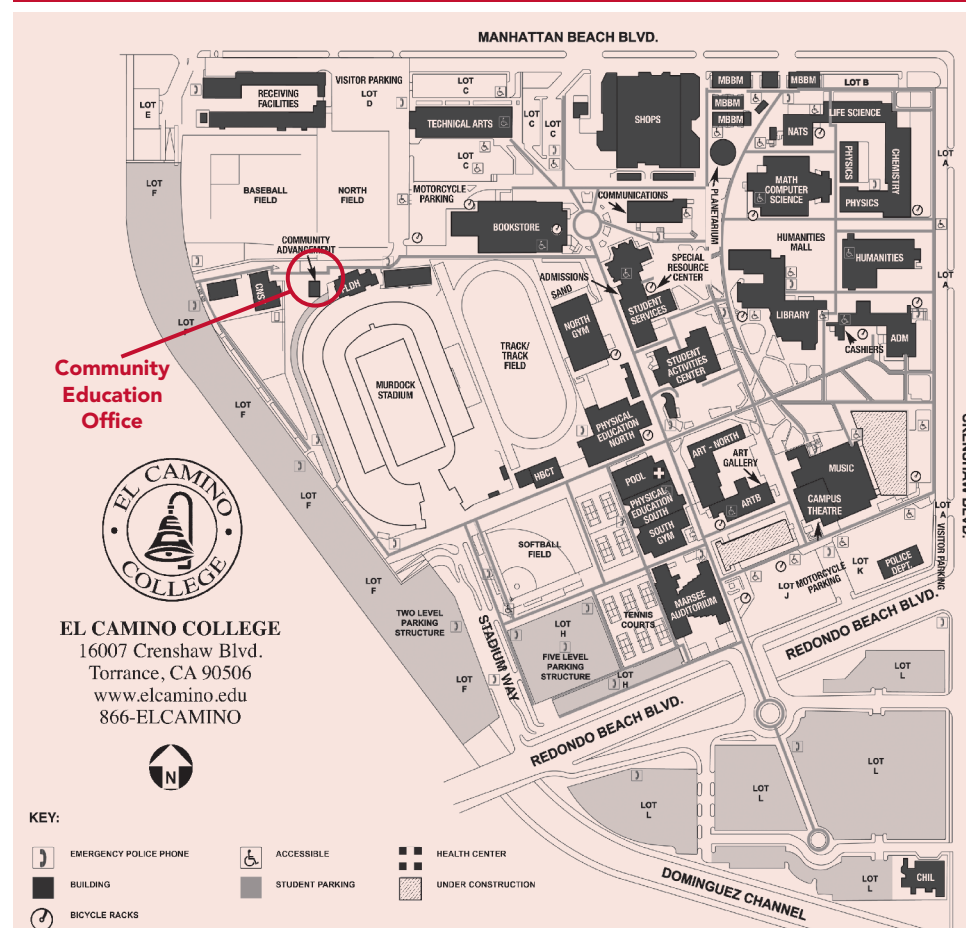 MANHATTAN BEACH BLVD.
LOT
E
RECEIVING
FACILITIES
VISITOR PARKING
LOT
D
LOT
C
TECHNICAL ARTS
LOT
C
LOT
C
LOT
C
SHOPS
MBBM
MBBM
LOT B
MBBM
MBBM
LIFE SCIENCE
NATS
PHYSICS
CHEMISTRY
PHYSICS
LOT
A
MATH
COMPUTER
SCIENCE
PLANETARIUM
LOT
F
BASEBALL
FIELD
NORTH
FIELD
MOTORCYCLE
PARKING
COMMUNICATIONS
BOOKSTORE
COMMUNITY
ADVANCEMENT
HUMANITIES
MALL
HUMANITIES
SPECIAL
RESOURCE
CENTER
ADMISSIONS
SAND
STUDENT
SERVICES
LOT
A
CNS
PLDH
LOT
F
NORTH
GYM
LIBRARY
CASHIERS
ADM
TRACK/
TRACK
FIELD
STUDENT
ACTIVITIES
CENTER
MURDOCK
STADIUM
Community
Education
Office
LOT
F
PHYSICAL
EDUCATION
NORTH
CRENSHAW BLVD.
ART - NORTH
ART
GALLERY
MUSIC
HBCT
POOL
PHYSICAL
EDUCATION
SOUTH
SOUTH
GYM
ARTB
CAMPUS
THEATRE
LOT
F
LOT
A
VISITOR PARKING
EL CAMINO
COLLEGE
SOFTBALL
FIELD
LOT
K
POLICE
DEPT.
LOT
J
MOTORCYCLE
PARKING
LOT
F
MARSEE
AUDITORIUM
TWO LEVEL
PARKING
STRUCTURE
STADIUM WAY
LOT
H
TENNIS
COURTS
REDONDO BEACH BLVD.
FIVE LEVEL
PARKING
STRUCTURE
LOT
H
LOT
F
LOT
L
REDONDO BEACH BLVD.
EL CAMINO COLLEGE
16007 Crenshaw Blvd.
Torrance, CA 90506
www.elcamino.edu
866-ELCAMINO
N
LOT
L
LOT
L
LOT
L
LOT
L
CHIL
DOMINGUEZ CHANNEL
KEY:
EMERGENCY POLICE PHONE
ACCESSIBLE
HEALTH CENTER
BUILDING
STUDENT PARKING
UNDER CONSTRUCTION
BICYCLE RACKS